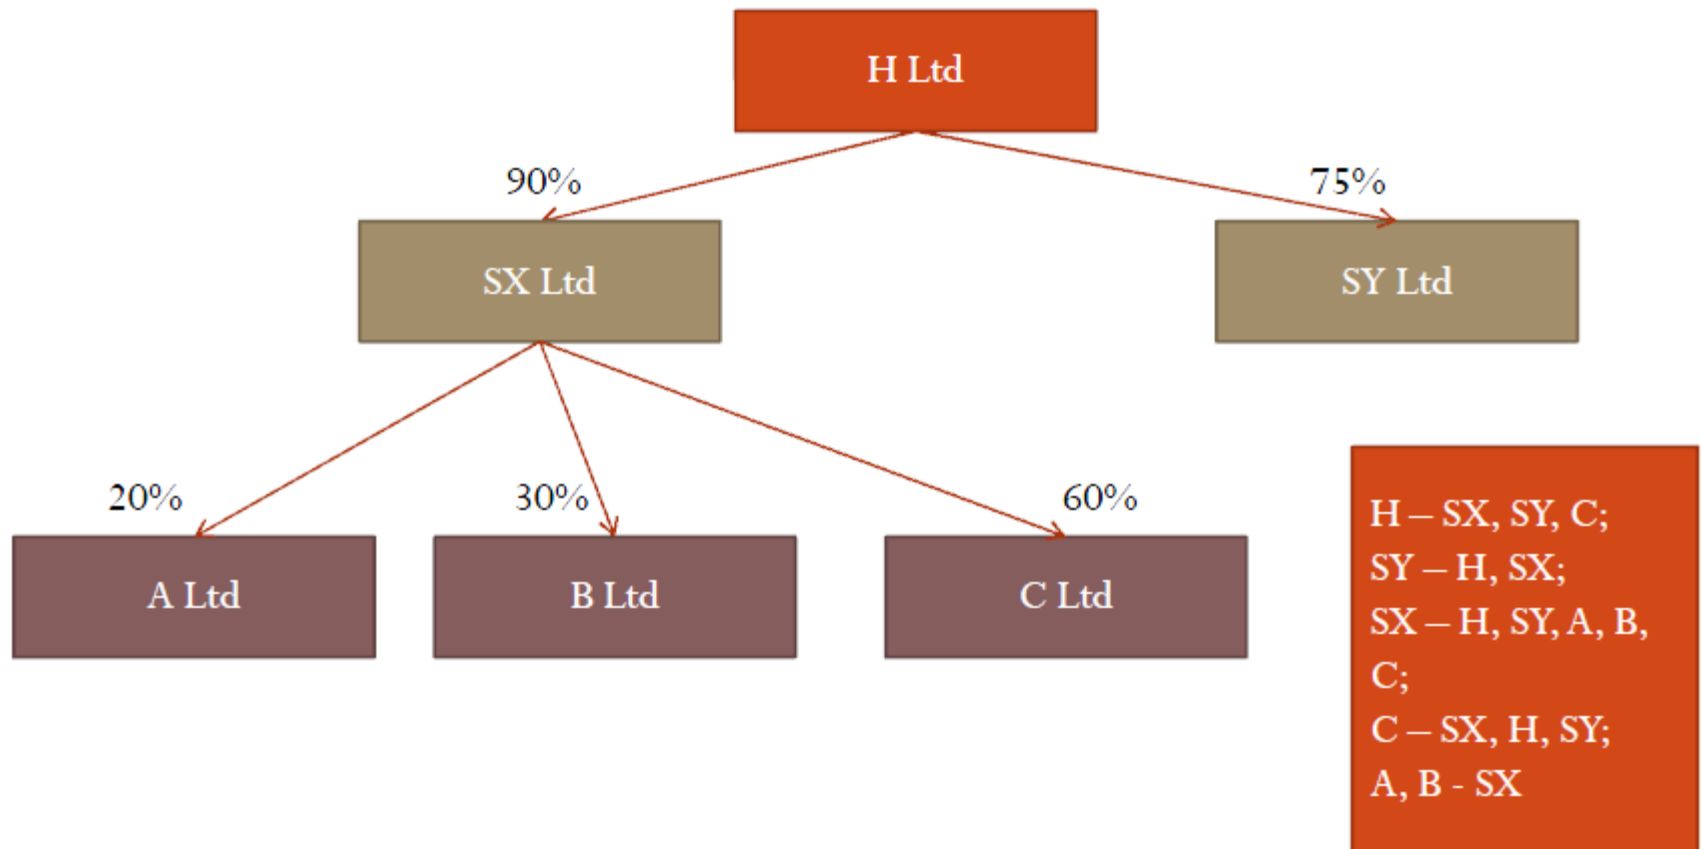 H Ltd
90%
75%
SX Ltd
SY Ltd
20%
30%
60%
A Ltd
B Ltd
C Ltd
H – SX, SY, C;
SY – H, SX;
SX – H, SY, A, B,
C;
C – SX, H, SY;
A, B - SX